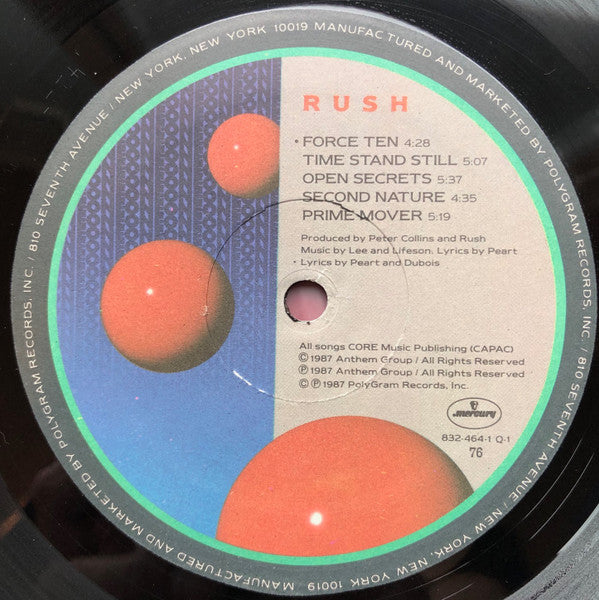 RUSH
• FORCE TEN 4:28
TIME STAND STILL 5:07
OPEN SECRETS 5:37
SECOND NATURE 4:35
PRIME MOVER 5:19
Produced by Peter Collins and Rush
Music by Lee and Lifeson. Lyrics by Peart
• Lyrics by Peart and Dubois
All songs CORE Music Publishing (CAPAC)
© 1987 Anthem Group / All Rights Reserved
℗ 1987 Anthem Group / All Rights Reserved
© ℗ 1987 PolyGram Records, Inc.
mercury
832-464-1 Q-1
76
MANUFACTURED AND MARKETED BY POLYGRAM RECORDS, INC. / 810 SEVENTH AVENUE / NEW YORK, NEW YORK 10019
MANUFACTURED AND MARKETED BY POLYGRAM RECORDS, INC. / 810 SEVENTH AVENUE, NEW YORK, NEW YORK 10019 /